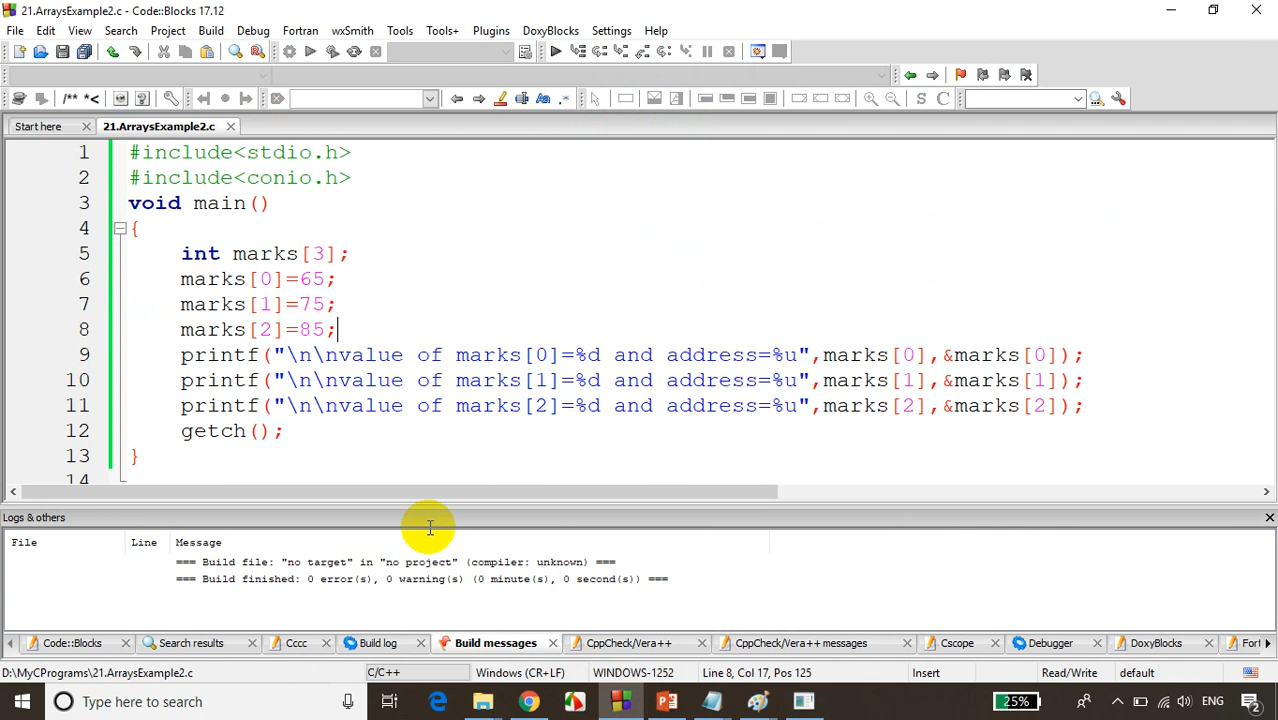 21.ArraysExample2.c - Code::Blocks 17.12
File Edit View Search Project Build Debug Fortran wxSmith Tools Tools+ Plugins DoxyBlocks Settings Help
/** *<
S C
Start here 21.ArraysExample2.c
1 #include<stdio.h>
2 #include<conio.h>
3 void main()
4 {
5 int marks[3];
6 marks[0]=65;
7 marks[1]=75;
8 marks[2]=85;
9 printf("\n\nvalue of marks[0]=%d and address=%u",marks[0],&marks[0]);
10 printf("\n\nvalue of marks[1]=%d and address=%u",marks[1],&marks[1]);
11 printf("\n\nvalue of marks[2]=%d and address=%u",marks[2],&marks[2]);
12 getch();
13 }
14
Logs & others
File Line Message
=== Build file: "no target" in "no project" (compiler: unknown) ===
=== Build finished: 0 error(s), 0 warning(s) (0 minute(s), 0 second(s)) ===
Code::Blocks Search results Cccc Build log Build messages CppCheck/Vera++ CppCheck/Vera++ messages Cscope Debugger DoxyBlocks Fort
D:\MyCPrograms\21.ArraysExample2.c C/C++ Windows (CR+LF) WINDOWS-1252 Line 8, Col 17, Pos 125 Insert Read/Write default
Type here to search 25% ENG 2